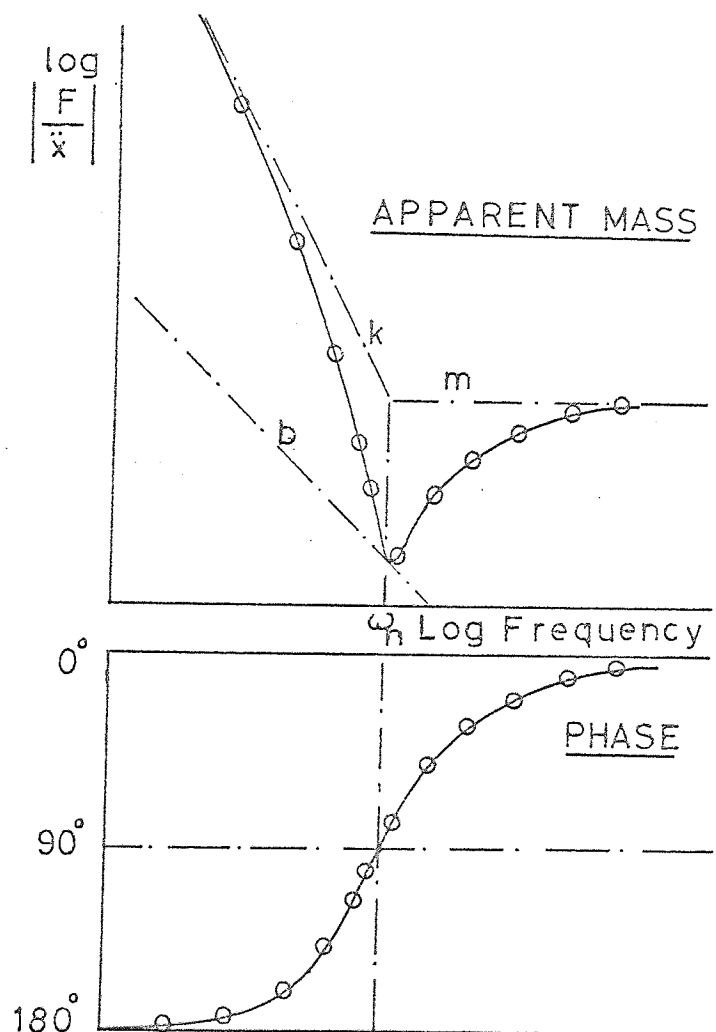 log
|F/ẍ|
APPARENT MASS
k
m
b
ωn Log Frequency
0°
PHASE
90°
180°